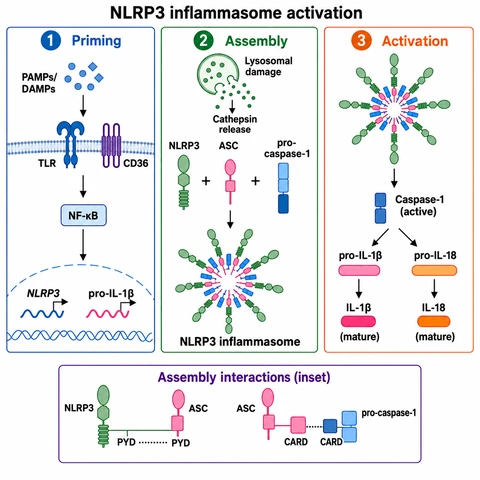 NLRP3 inflammasome activation
1 Priming
PAMPs/
DAMPs
TLR
CD36
NF-κB
NLRP3
pro-IL-1β
2 Assembly
Lysosomal
damage
Cathepsin
release
NLRP3
ASC
pro-
caspase-1
+
+
NLRP3 inflammasome
3 Activation
Caspase-1
(active)
pro-IL-1β
pro-IL-18
IL-1β
IL-18
(mature)
(mature)
Assembly interactions (inset)
NLRP3
ASC
PYD
PYD
ASC
pro-caspase-1
CARD
CARD